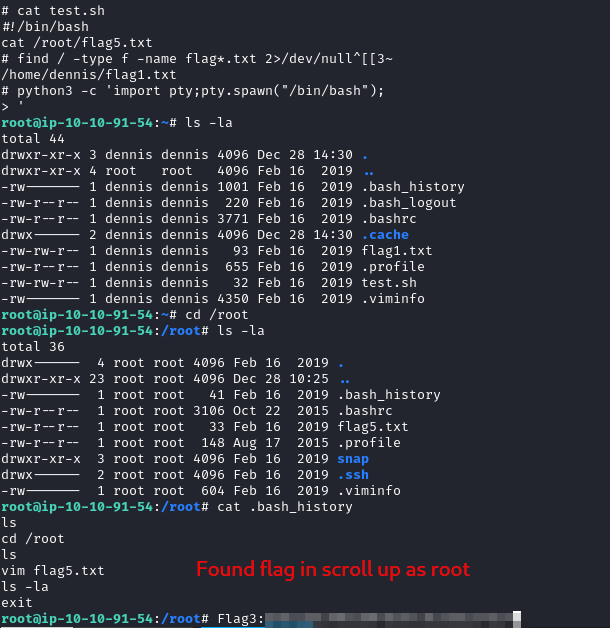 # cat test.sh
#!/bin/bash
cat /root/flag5.txt
# find / -type f -name flag*.txt 2>/dev/null^[[3~
/home/dennis/flag1.txt
# python3 -c 'import pty;pty.spawn("/bin/bash");
> '
root@ip-10-10-91-54:~# ls -la
total 44
drwxr-xr-x 3 dennis dennis 4096 Dec 28 14:30 .
drwxr-xr-x 4 root   root   4096 Feb 16  2019 ..
-rw------- 1 dennis dennis 1001 Feb 16  2019 .bash_history
-rw-r--r-- 1 dennis dennis  220 Feb 16  2019 .bash_logout
-rw-r--r-- 1 dennis dennis 3771 Feb 16  2019 .bashrc
drwx------ 2 dennis dennis 4096 Dec 28 14:30 .cache
-rw-rw-r-- 1 dennis dennis   93 Feb 16  2019 flag1.txt
-rw-r--r-- 1 dennis dennis  655 Feb 16  2019 .profile
-rw-rw-r-- 1 dennis dennis   32 Feb 16  2019 test.sh
-rw------- 1 dennis dennis 4350 Feb 16  2019 .viminfo
root@ip-10-10-91-54:~# cd /root
root@ip-10-10-91-54:/root# ls -la
total 36
drwx------  4 root root 4096 Feb 16  2019 .
drwxr-xr-x 23 root root 4096 Dec 28 10:25 ..
-rw-------  1 root root   41 Feb 16  2019 .bash_history
-rw-r--r--  1 root root 3106 Oct 22  2015 .bashrc
-rw-r--r--  1 root root   33 Feb 16  2019 flag5.txt
-rw-r--r--  1 root root  148 Aug 17  2015 .profile
drwxr-xr-x  3 root root 4096 Feb 16  2019 snap
drwx------  2 root root 4096 Feb 16  2019 .ssh
-rw-------  1 root root  604 Feb 16  2019 .viminfo
root@ip-10-10-91-54:/root# cat .bash_history
ls
cd /root
ls
vim flag5.txt
Found flag in scroll up as root
ls -la
exit
root@ip-10-10-91-54:/root# Flag3: